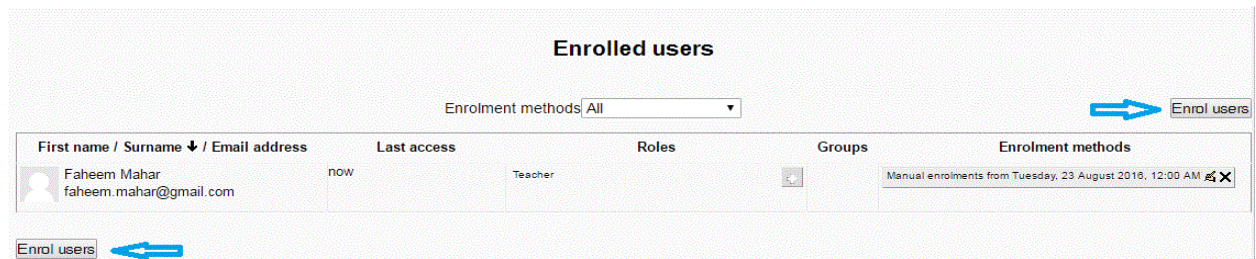 Enrolled users
Enrolment methods All
Enrol users
First name / Surname ↓ / Email address Last access Roles Groups Enrolment methods
Faheem Mahar now Teacher Manual enrolments from Tuesday, 23 August 2016, 12:00 AM
faheem.mahar@gmail.com
Enrol users